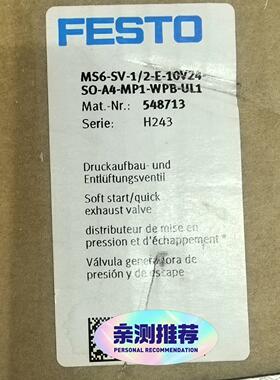 FESTO
MS6-SV-1/2-E-10V24
SO-A4-MP1-WPB-UL1
Mat.-Nr.: 548713
Serie: H243
Druckaufbau- und
Entlüftungsventil
Soft start/quick
exhaust valve
distributeur de mise en
pression et d'échappement
Válvula generadora de
presión y de escape
亲测推荐
PERSONAL RECOMMENDATION